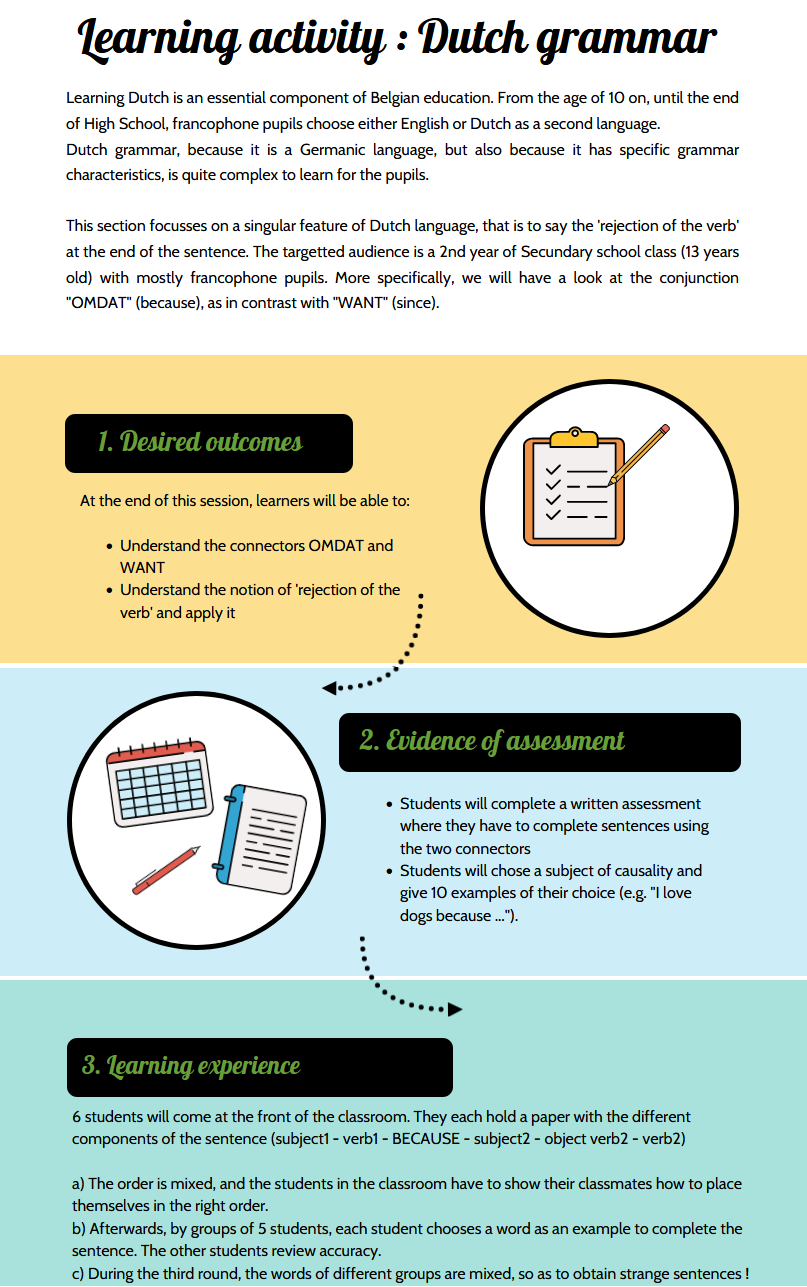 Learning activity : Dutch grammar
Learning Dutch is an essential component of Belgian education. From the age of 10 on, until the end
of High School, francophone pupils choose either English or Dutch as a second language.
Dutch grammar, because it is a Germanic language, but also because it has specific grammar
characteristics, is quite complex to learn for the pupils.
This section focusses on a singular feature of Dutch language, that is to say the 'rejection of the verb'
at the end of the sentence. The targetted audience is a 2nd year of Secundary school class (13 years
old) with mostly francophone pupils. More specifically, we will have a look at the conjunction
"OMDAT" (because), as in contrast with "WANT" (since).
1. Desired outcomes
At the end of this session, learners will be able to:
• Understand the connectors OMDAT and
WANT
• Understand the notion of 'rejection of the
verb' and apply it
2. Evidence of assessment
• Students will complete a written assessment
where they have to complete sentences using
the two connectors
• Students will chose a subject of causality and
give 10 examples of their choice (e.g. "I love
dogs because ...").
3. Learning experience
6 students will come at the front of the classroom. They each hold a paper with the different
components of the sentence (subject1 - verb1 - BECAUSE - subject2 - object verb2 - verb2)
a) The order is mixed, and the students in the classroom have to show their classmates how to place
themselves in the right order.
b) Afterwards, by groups of 5 students, each student chooses a word as an example to complete the
sentence. The other students review accuracy.
c) During the third round, the words of different groups are mixed, so as to obtain strange sentences !